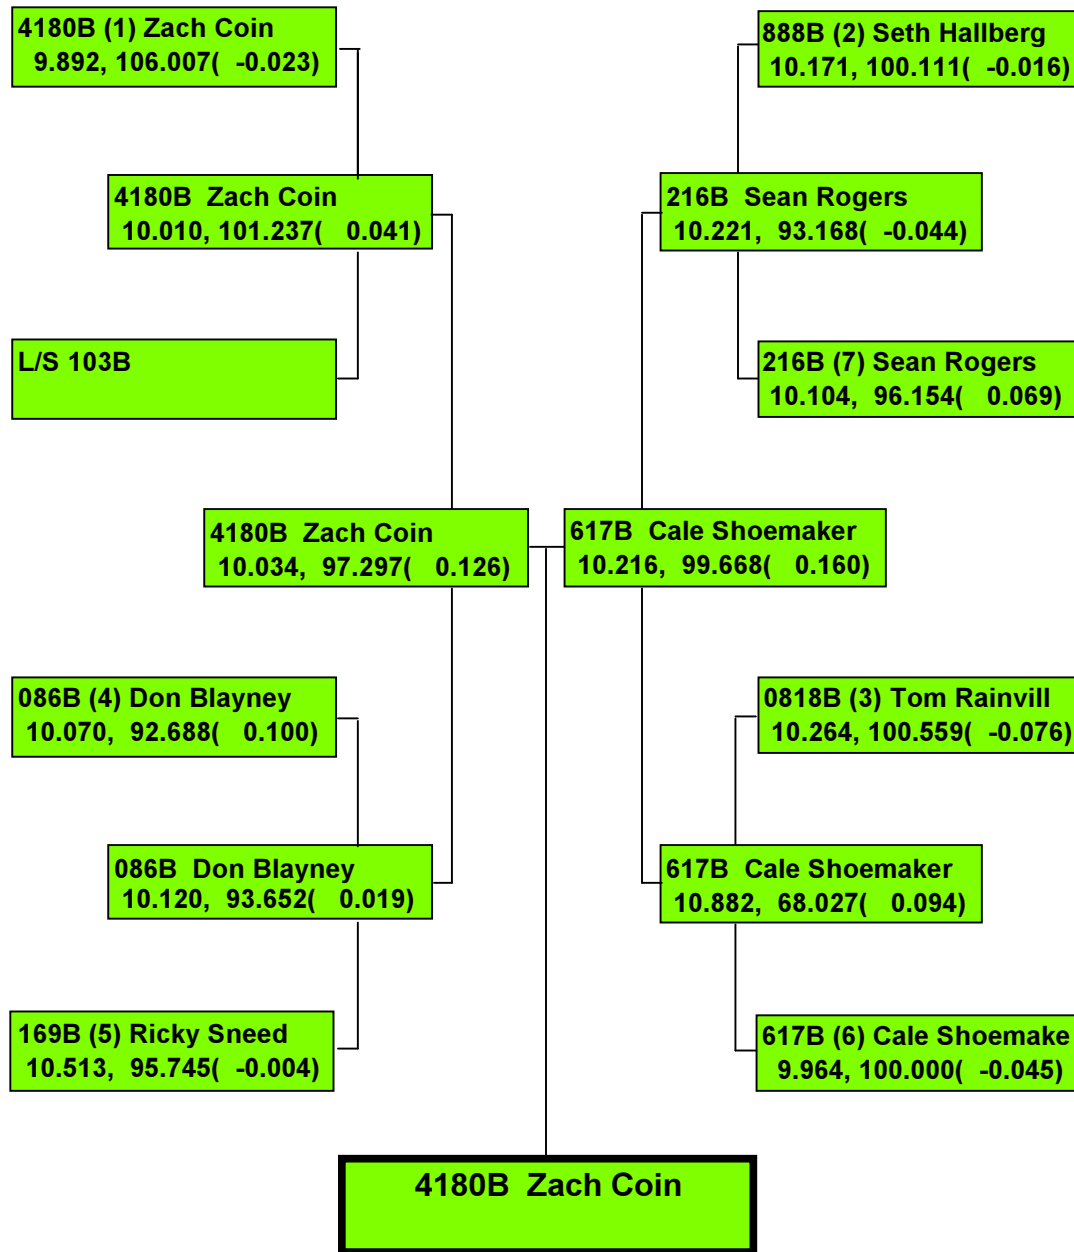 4180B (1) Zach Coin
9.892, 106.007( -0.023)
888B (2) Seth Hallberg
10.171, 100.111( -0.016)
4180B Zach Coin
10.010, 101.237( 0.041)
216B Sean Rogers
10.221, 93.168( -0.044)
L/S 103B
216B (7) Sean Rogers
10.104, 96.154( 0.069)
4180B Zach Coin
10.034, 97.297( 0.126)
617B Cale Shoemaker
10.216, 99.668( 0.160)
086B (4) Don Blayney
10.070, 92.688( 0.100)
0818B (3) Tom Rainvill
10.264, 100.559( -0.076)
086B Don Blayney
10.120, 93.652( 0.019)
617B Cale Shoemaker
10.882, 68.027( 0.094)
169B (5) Ricky Sneed
10.513, 95.745( -0.004)
617B (6) Cale Shoemake
9.964, 100.000( -0.045)
4180B Zach Coin